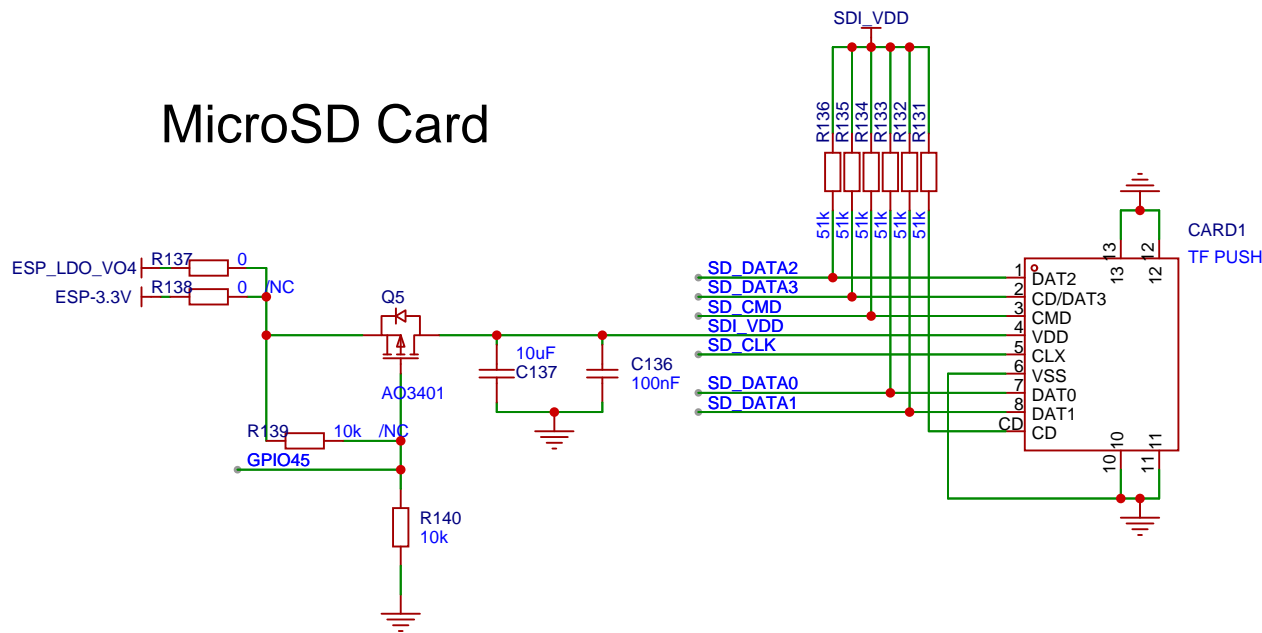 SDI_VDD
MicroSD Card
R136
R135
R134
R133
R132
R131
51k
51k
51k
51k
51k
51k
CARD1
TF PUSH
13
12
13
12
ESP_LDO_VO4
R137
0
ESP-3.3V
R138
0
/NC
Q5
AO3401
10uF
C137
C136
100nF
SD_DATA2
SD_DATA3
SD_CMD
SDI_VDD
SD_CLK
SD_DATA0
SD_DATA1
1
DAT2
2
CD/DAT3
3
CMD
4
VDD
5
CLX
6
VSS
7
DAT0
8
DAT1
CD
CD
10
11
10
11
R139
10k
/NC
GPIO45
R140
10k